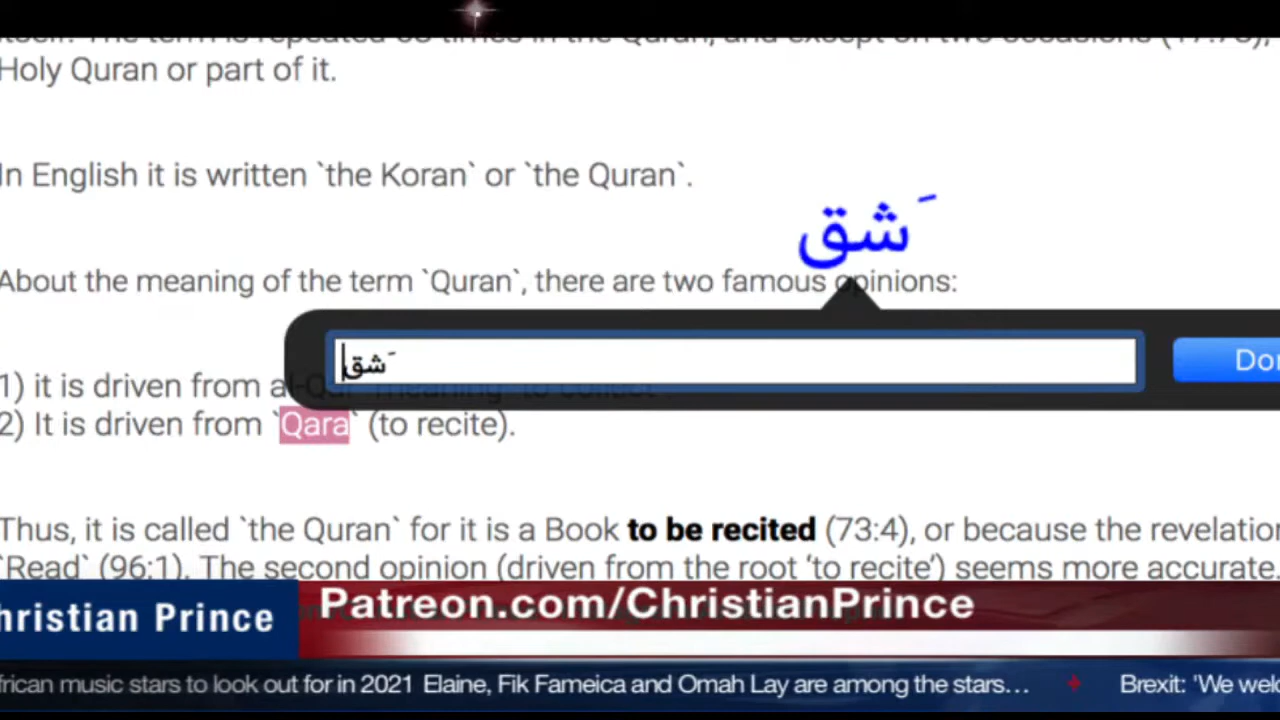 Holy Quran or part of it.
In English it is written `the Koran` or `the Quran`.
َشق
About the meaning of the term `Quran`, there are two famous opinions:
َشق
1) it is driven from al-Qar` meaning
2) It is driven from `Qara` (to recite).
Thus, it is called `the Quran` for it is a Book to be recited (73:4), or because the revelation
`Read` (96:1). The second opinion (driven from the root ‘to recite’) seems more accurate.
hristian Prince
Patreon.com/ChristianPrince
frican music stars to look out for in 2021 Elaine, Fik Fameica and Omah Lay are among the stars… Brexit: 'We welc